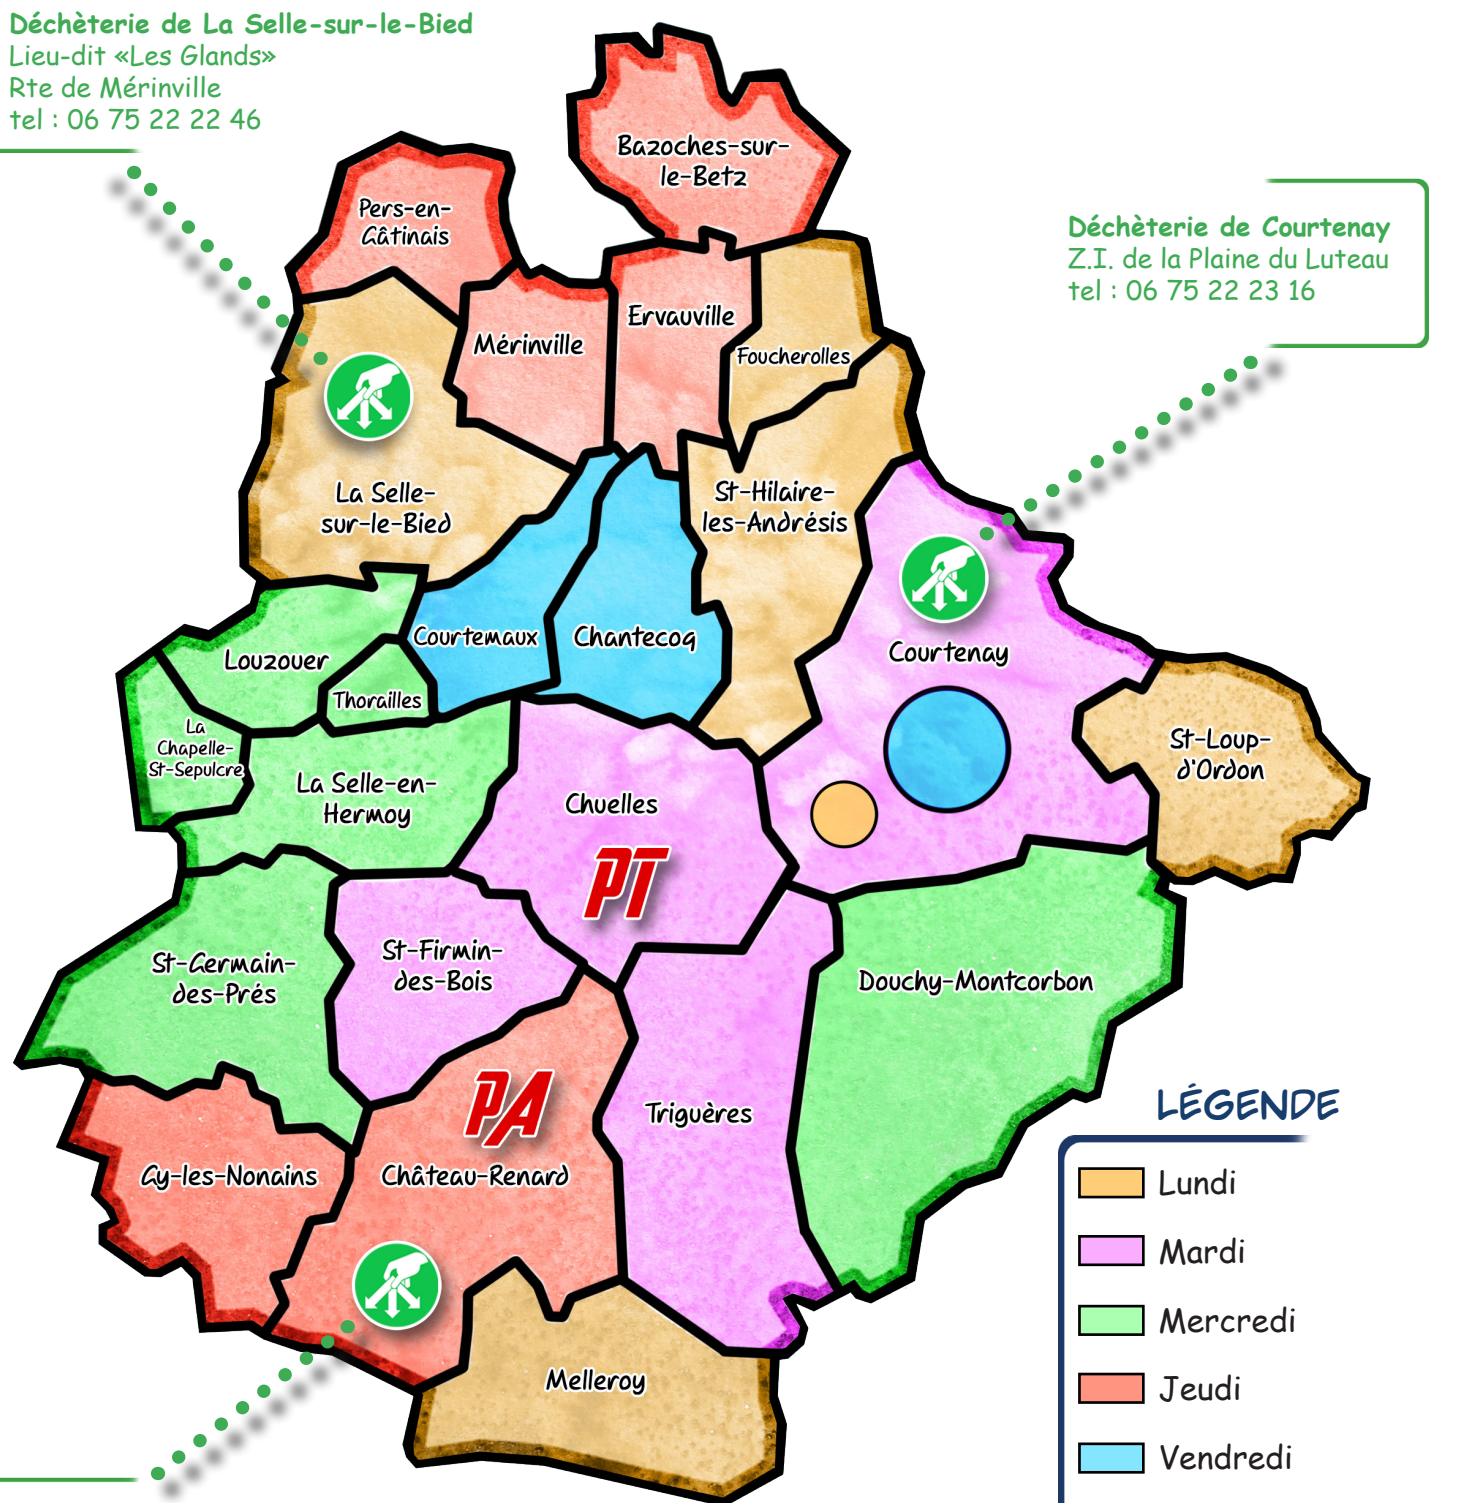 Déchèterie de La Selle-sur-le-Bied
Lieu-dit «Les Glands»
Rte de Mérinville
tel : 06 75 22 22 46
Bazoches-sur-
le-Betz
Pers-en-
Gâtinais
Déchèterie de Courtenay
Z.I. de la Plaine du Luteau
tel : 06 75 22 23 16
Mérinville
Ervauville
Foucherolles
La Selle-
sur-le-Bied
St-Hilaire-
les-Andrésis
Courtemaux
Chantecoq
Courtenay
Louzouer
Thorailles
La
Chapelle-
St-Sepulcre
La Selle-en-
Hermoy
Chuelles
PT
St-Loup-
d'Ordon
St-Germain-
des-Prés
St-Firmin-
des-Bois
Douchy-Montcorbon
PA
Triguères
Gy-les-Nonains
Château-Renard
Melleroy
LÉGENDE
Lundi
Mardi
Mercredi
Jeudi
Vendredi